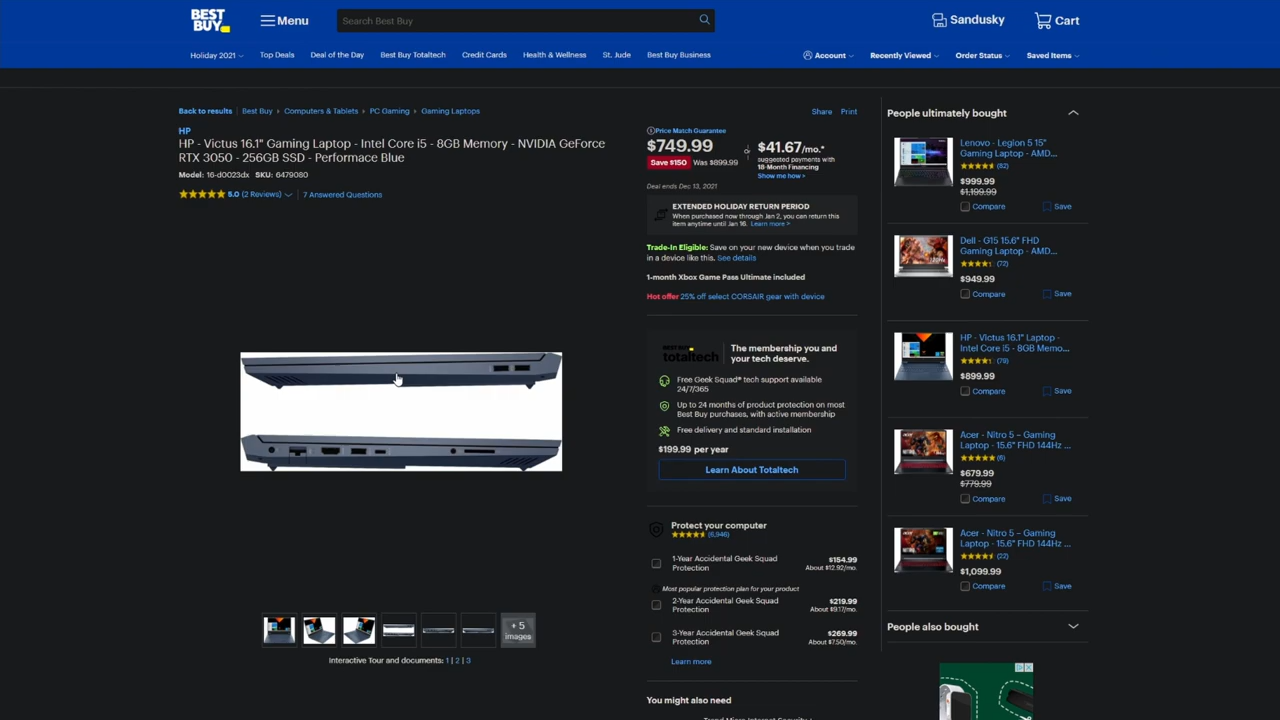 BEST
BUY
Menu
Search Best Buy
Sandusky
Cart
Holiday 2021
Top Deals
Deal of the Day
Best Buy Totaltech
Credit Cards
Health & Wellness
St. Jude
Best Buy Business
Account
Recently Viewed
Order Status
Saved Items
Back to results
Best Buy › Computers & Tablets › PC Gaming › Gaming Laptops
Share
Print
HP
HP - Victus 16.1" Gaming Laptop - Intel Core i5 - 8GB Memory - NVIDIA GeForce
RTX 3050 - 256GB SSD - Performace Blue
Model: 16-d0023dx SKU: 6479080
5.0 (2 Reviews)
7 Answered Questions
+ 5
images
Interactive Tour and documents: 1 | 2 | 3
Price Match Guarantee
$749.99
Save $150 Was $899.99
or
$41.67/mo.*
suggested payments with
18-Month Financing
Show me how ›
Deal ends Dec 13, 2021
EXTENDED HOLIDAY RETURN PERIOD
When purchased now through Jan 2, you can return this
item anytime until Jan 16. Learn more >
Trade-In Eligible: Save on your new device when you trade
in a device like this. See details
1-month Xbox Game Pass Ultimate included
Hot offer 25% off select CORSAIR gear with device
BEST BUY
totaltech
The membership you and
your tech deserve.
Free Geek Squad® tech support available
24/7/365
Up to 24 months of product protection on most
Best Buy purchases, with active membership
Free delivery and standard installation
$199.99 per year
Learn About Totaltech
Protect your computer
(6,946)
1-Year Accidental Geek Squad
Protection
$154.99
About $12.92/mo.
Most popular protection plan for your product
2-Year Accidental Geek Squad
Protection
$219.99
About $9.17/mo.
3-Year Accidental Geek Squad
Protection
$269.99
About $7.50/mo.
Learn more
You might also need
Trend Micro Internet Security
People ultimately bought
Lenovo - Legion 5 15"
Gaming Laptop - AMD...
(82)
$999.99
$1,199.99
Compare
Save
Dell - G15 15.6" FHD
Gaming Laptop - AMD...
(72)
$949.99
Compare
Save
HP - Victus 16.1" Laptop -
Intel Core i5 - 8GB Memo...
(78)
$899.99
Compare
Save
Acer - Nitro 5 – Gaming
Laptop - 15.6" FHD 144Hz ...
(6)
$679.99
$779.99
Compare
Save
Acer - Nitro 5 – Gaming
Laptop - 15.6" FHD 144Hz ...
(22)
$1,099.99
Compare
Save
People also bought